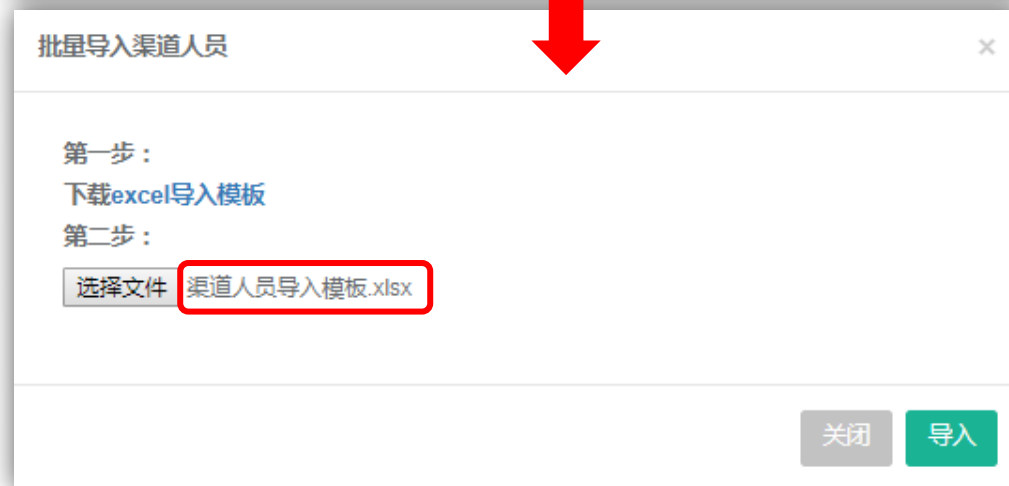 批量导入渠道人员 ×
第一步：
下载excel导入模板
第二步：
选择文件 渠道人员导入模板.xlsx
关闭 导入